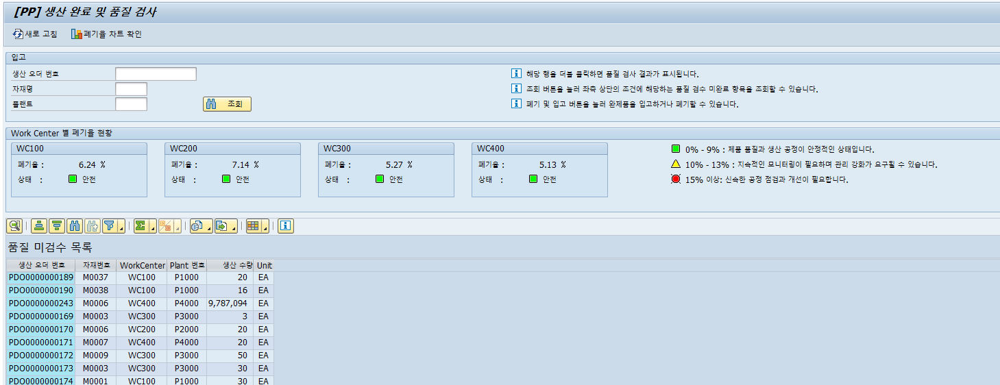 [PP] 생산 완료 및 품질 검사
새로 고침 폐기율 차트 확인
입고
생산 오더 번호
자재명
플랜트
조회
해당 행을 더블 클릭하면 품질 검사 결과가 표시됩니다.
조회 버튼을 눌러 좌측 상단의 조건에 해당하는 품질 검수 미완료 항목을 조회할 수 있습니다.
폐기 및 입고 버튼을 눌러 완제품을 입고하거나 폐기할 수 있습니다.
Work Center 별 폐기율 현황
WC100
폐기율 : 6.24 %
상태 : 안전
WC200
폐기율 : 7.14 %
상태 : 안전
WC300
폐기율 : 5.27 %
상태 : 안전
WC400
폐기율 : 5.13 %
상태 : 안전
0% - 9% : 제품 품질과 생산 공정이 안정적인 상태입니다.
10% - 13% : 지속적인 모니터링이 필요하며 관리 강화가 요구될 수 있습니다.
15% 이상: 신속한 공정 점검과 개선이 필요합니다.
품질 미검수 목록
생산 오더 번호 자재번호 WorkCenter Plant 번호 생산 수량 Unit
PDO0000000189 M0037 WC100 P1000 20 EA
PDO0000000190 M0038 WC100 P1000 16 EA
PDO0000000243 M0006 WC400 P4000 9,787,094 EA
PDO0000000169 M0003 WC300 P3000 3 EA
PDO0000000170 M0006 WC200 P2000 20 EA
PDO0000000171 M0007 WC400 P4000 20 EA
PDO0000000172 M0009 WC300 P3000 50 EA
PDO0000000173 M0003 WC300 P3000 30 EA
PDO0000000174 M0001 WC100 P1000 30 EA